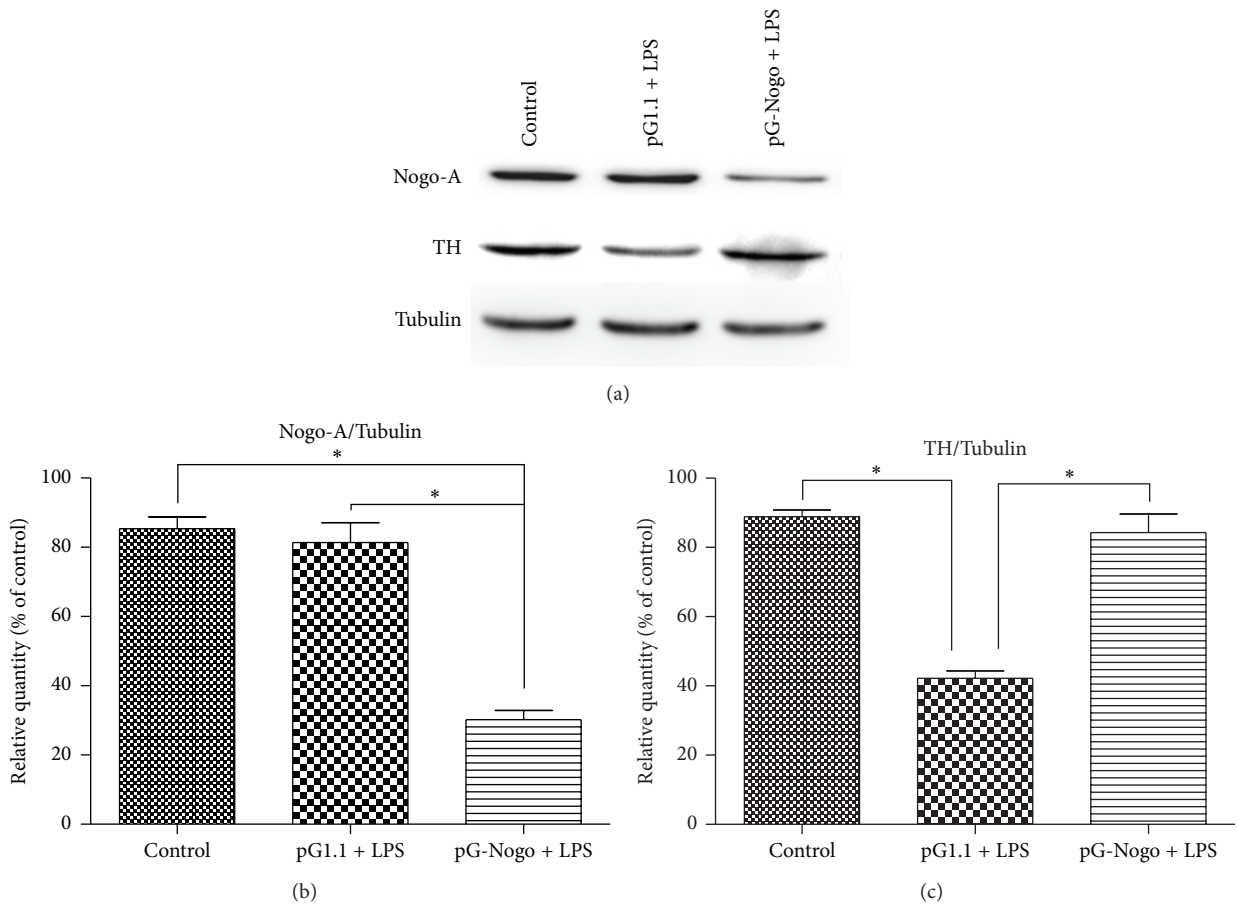 Control
pG1.1 + LPS
pG-Nogo + LPS
Nogo-A
TH
Tubulin
(a)
Nogo-A/Tubulin
*
*
Relative quantity (% of control)
100
80
60
40
20
0
Control
pG1.1 + LPS
pG-Nogo + LPS
(b)
TH/Tubulin
*
*
Relative quantity (% of control)
100
80
60
40
20
0
Control
pG1.1 + LPS
pG-Nogo + LPS
(c)